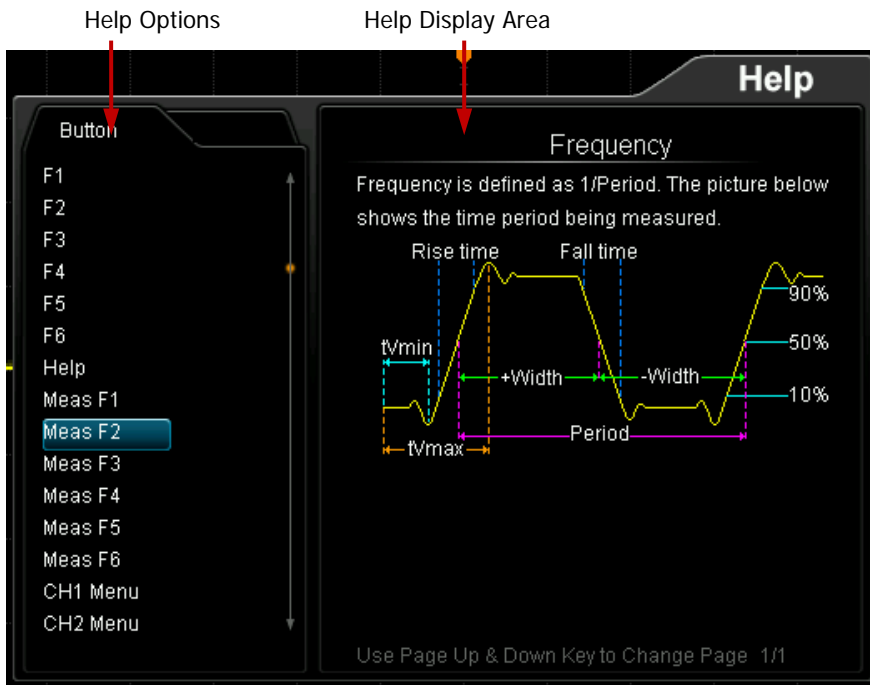 Help Options
Help Display Area
Help
Button
F1
F2
F3
F4
F5
F6
Help
Meas F1
Meas F2
Meas F3
Meas F4
Meas F5
Meas F6
CH1 Menu
CH2 Menu
Frequency
Frequency is defined as 1/Period. The picture below
shows the time period being measured.
Rise time
Fall time
90%
tVmin
50%
+Width
-Width
10%
Period
tVmax
Use Page Up & Down Key to Change Page 1/1